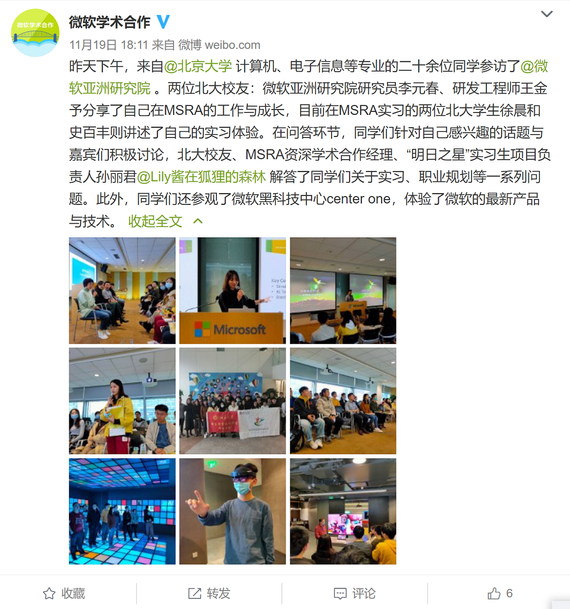 微软学术合作
微软学术合作
11月19日 18:11 来自 微博 weibo.com
昨天下午，来自@北京大学 计算机、电子信息等专业的二十余位同学参访了@微
软亚洲研究院 。两位北大校友：微软亚洲研究院研究员李元春、研发工程师王金
予分享了自己在MSRA的工作与成长，目前在MSRA实习的两位北大学生徐晨和
史百丰则讲述了自己的实习体验。在问答环节，同学们针对自己感兴趣的话题与
嘉宾们积极讨论，北大校友、MSRA资深学术合作经理、“明日之星”实习生项目负
责人孙丽君@Lily酱在狐狸的森林 解答了同学们关于实习、职业规划等一系列问
题。此外，同学们还参观了微软黑科技中心center one，体验了微软的最新产品
与技术。 收起全文
Microsoft
收藏
转发
评论
6